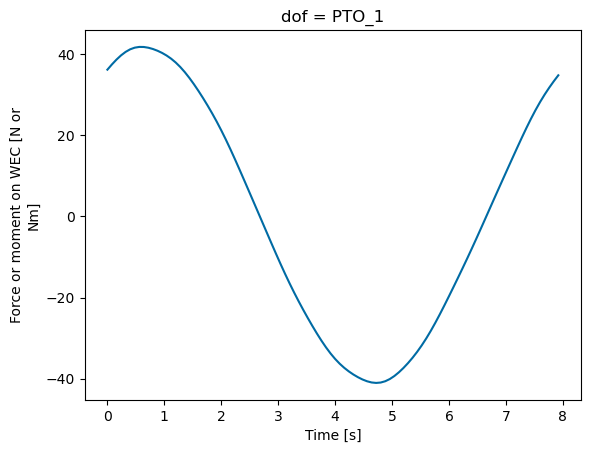 dof = PTO_1
Force or moment on WEC [N or
Nm]
40
20
0
−20
−40
0 1 2 3 4 5 6 7 8
Time [s]